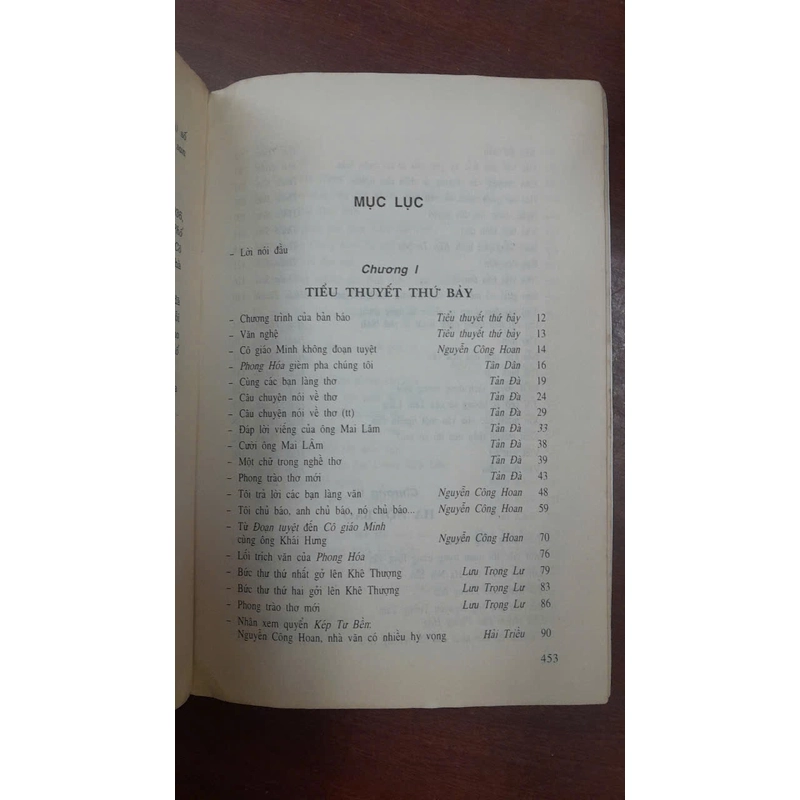 MỤC LỤC
– Lời nói đầu
Chương I
TIỂU THUYẾT THỨ BẢY
– Chương trình của bản báo Tiểu thuyết thứ bảy 12
– Văn nghệ Tiểu thuyết thứ bảy 13
– Cô giáo Minh không đoạn tuyệt Nguyễn Công Hoan 14
– Phong Hóa gièm pha chúng tôi Tân Dân 16
– Cùng các bạn làng thơ Tản Đà 19
– Câu chuyện nói về thơ Tản Đà 24
– Câu chuyện nói về thơ (tt) Tản Đà 29
– Đáp lời viếng của ông Mai Lâm Tản Đà 33
– Cười ông Mai LÂm Tản Đà 38
– Một chữ trong nghề thơ Tản Đà 39
– Phong trào thơ mới Tản Đà 43
– Tôi trả lời các bạn làng văn Nguyễn Công Hoan 48
– Tôi chủ báo, anh chủ báo, nó chủ báo... Nguyễn Công Hoan 59
– Từ Đoạn tuyệt đến Cô giáo Minh
cùng ông Khái Hưng Nguyễn Công Hoan 70
– Lối trích văn của Phong Hóa 76
– Bức thư thứ nhất gở lên Khê Thượng Lưu Trọng Lư 79
– Bức thư thứ hai gởi lên Khê Thượng Lưu Trọng Lư 83
– Phong trào thơ mới Lưu Trọng Lư 86
– Nhân xem quyển Kép Tư Bền:
Nguyễn Công Hoan, nhà văn có nhiều hy vọng Hải Triều 90
453